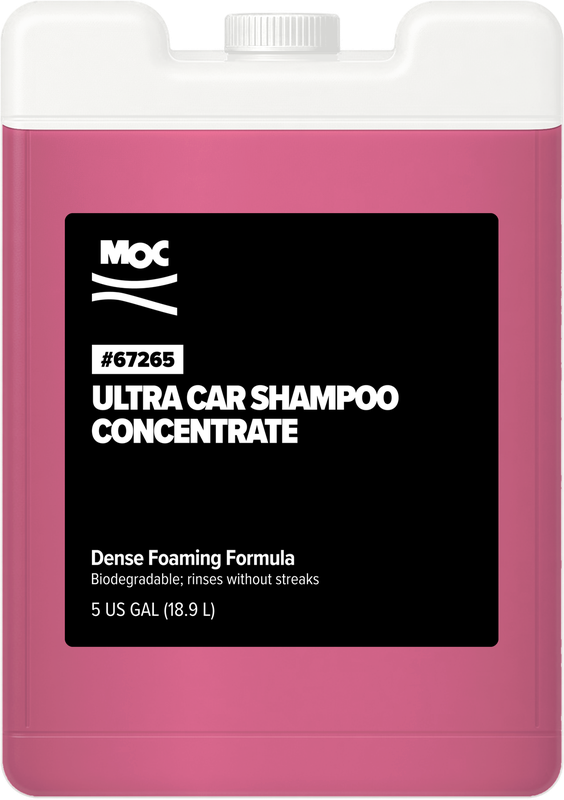 MOC
#67265
ULTRA CAR SHAMPOO
CONCENTRATE
Dense Foaming Formula
Biodegradable; rinses without streaks
5 US GAL (18.9 L)